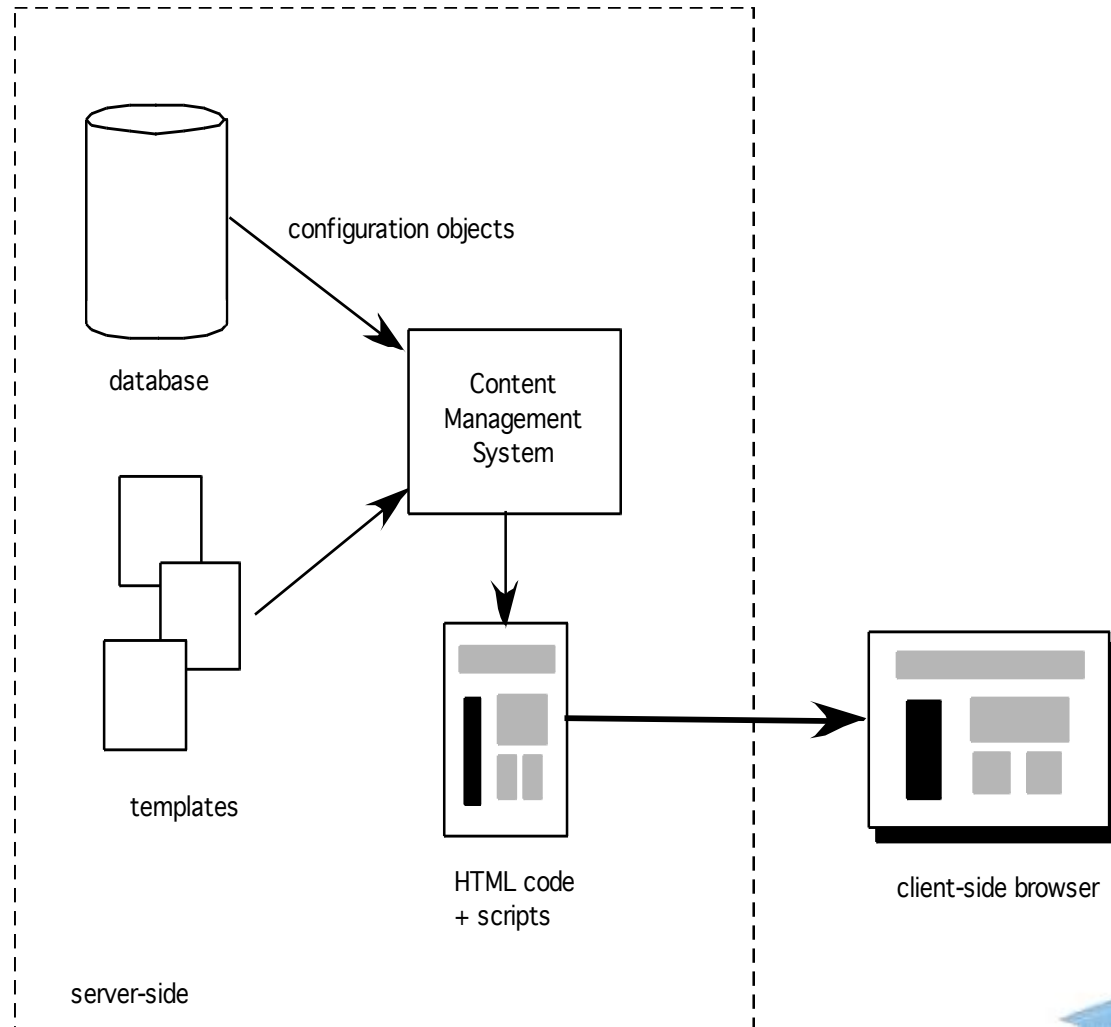 configuration objects
database
Content
Management
System
templates
HTML code
+ scripts
client-side browser
server-side